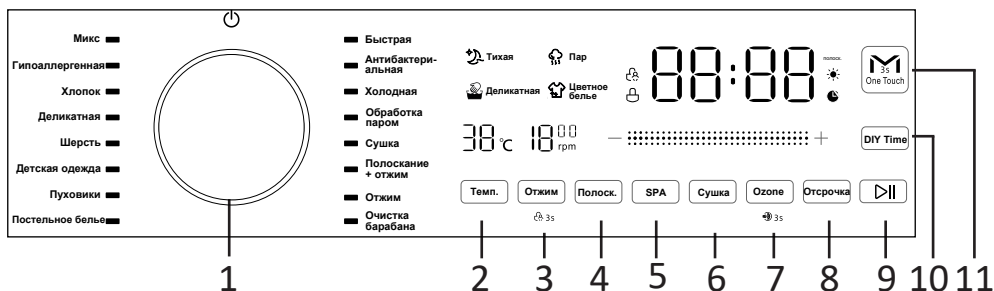 Микс
Гипоаллергенная
Хлопок
Деликатная
Шерсть
Детская одежда
Пуховики
Постельное белье
Быстрая
Антибактери-
альная
Холодная
Обработка
паром
Сушка
Полоскание
+ отжим
Отжим
Очистка
барабана
Тихая
Пар
Деликатная
Цветное
белье
88:88
полоск.
M
3s
One Touch
38 °C
1800 rpm
− +
DIY Time
Темп.
Отжим
Полоск.
SPA
Сушка
Ozone
Отсрочка
3s
3s
1
2
3
4
5
6
7
8
9
10
11